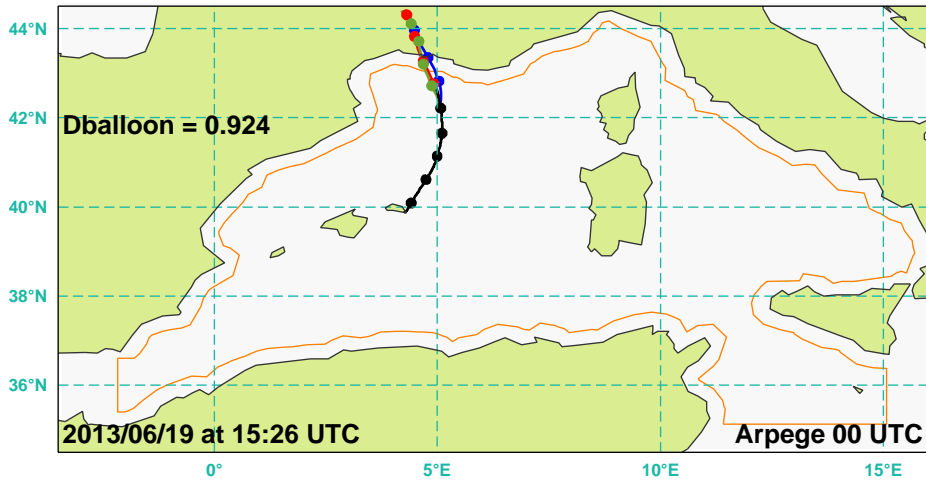 44°N
42°N
Dballoon = 0.924
40°N
38°N
36°N
2013/06/19 at 15:26 UTC
Arpege 00 UTC
0°
5°E
10°E
15°E